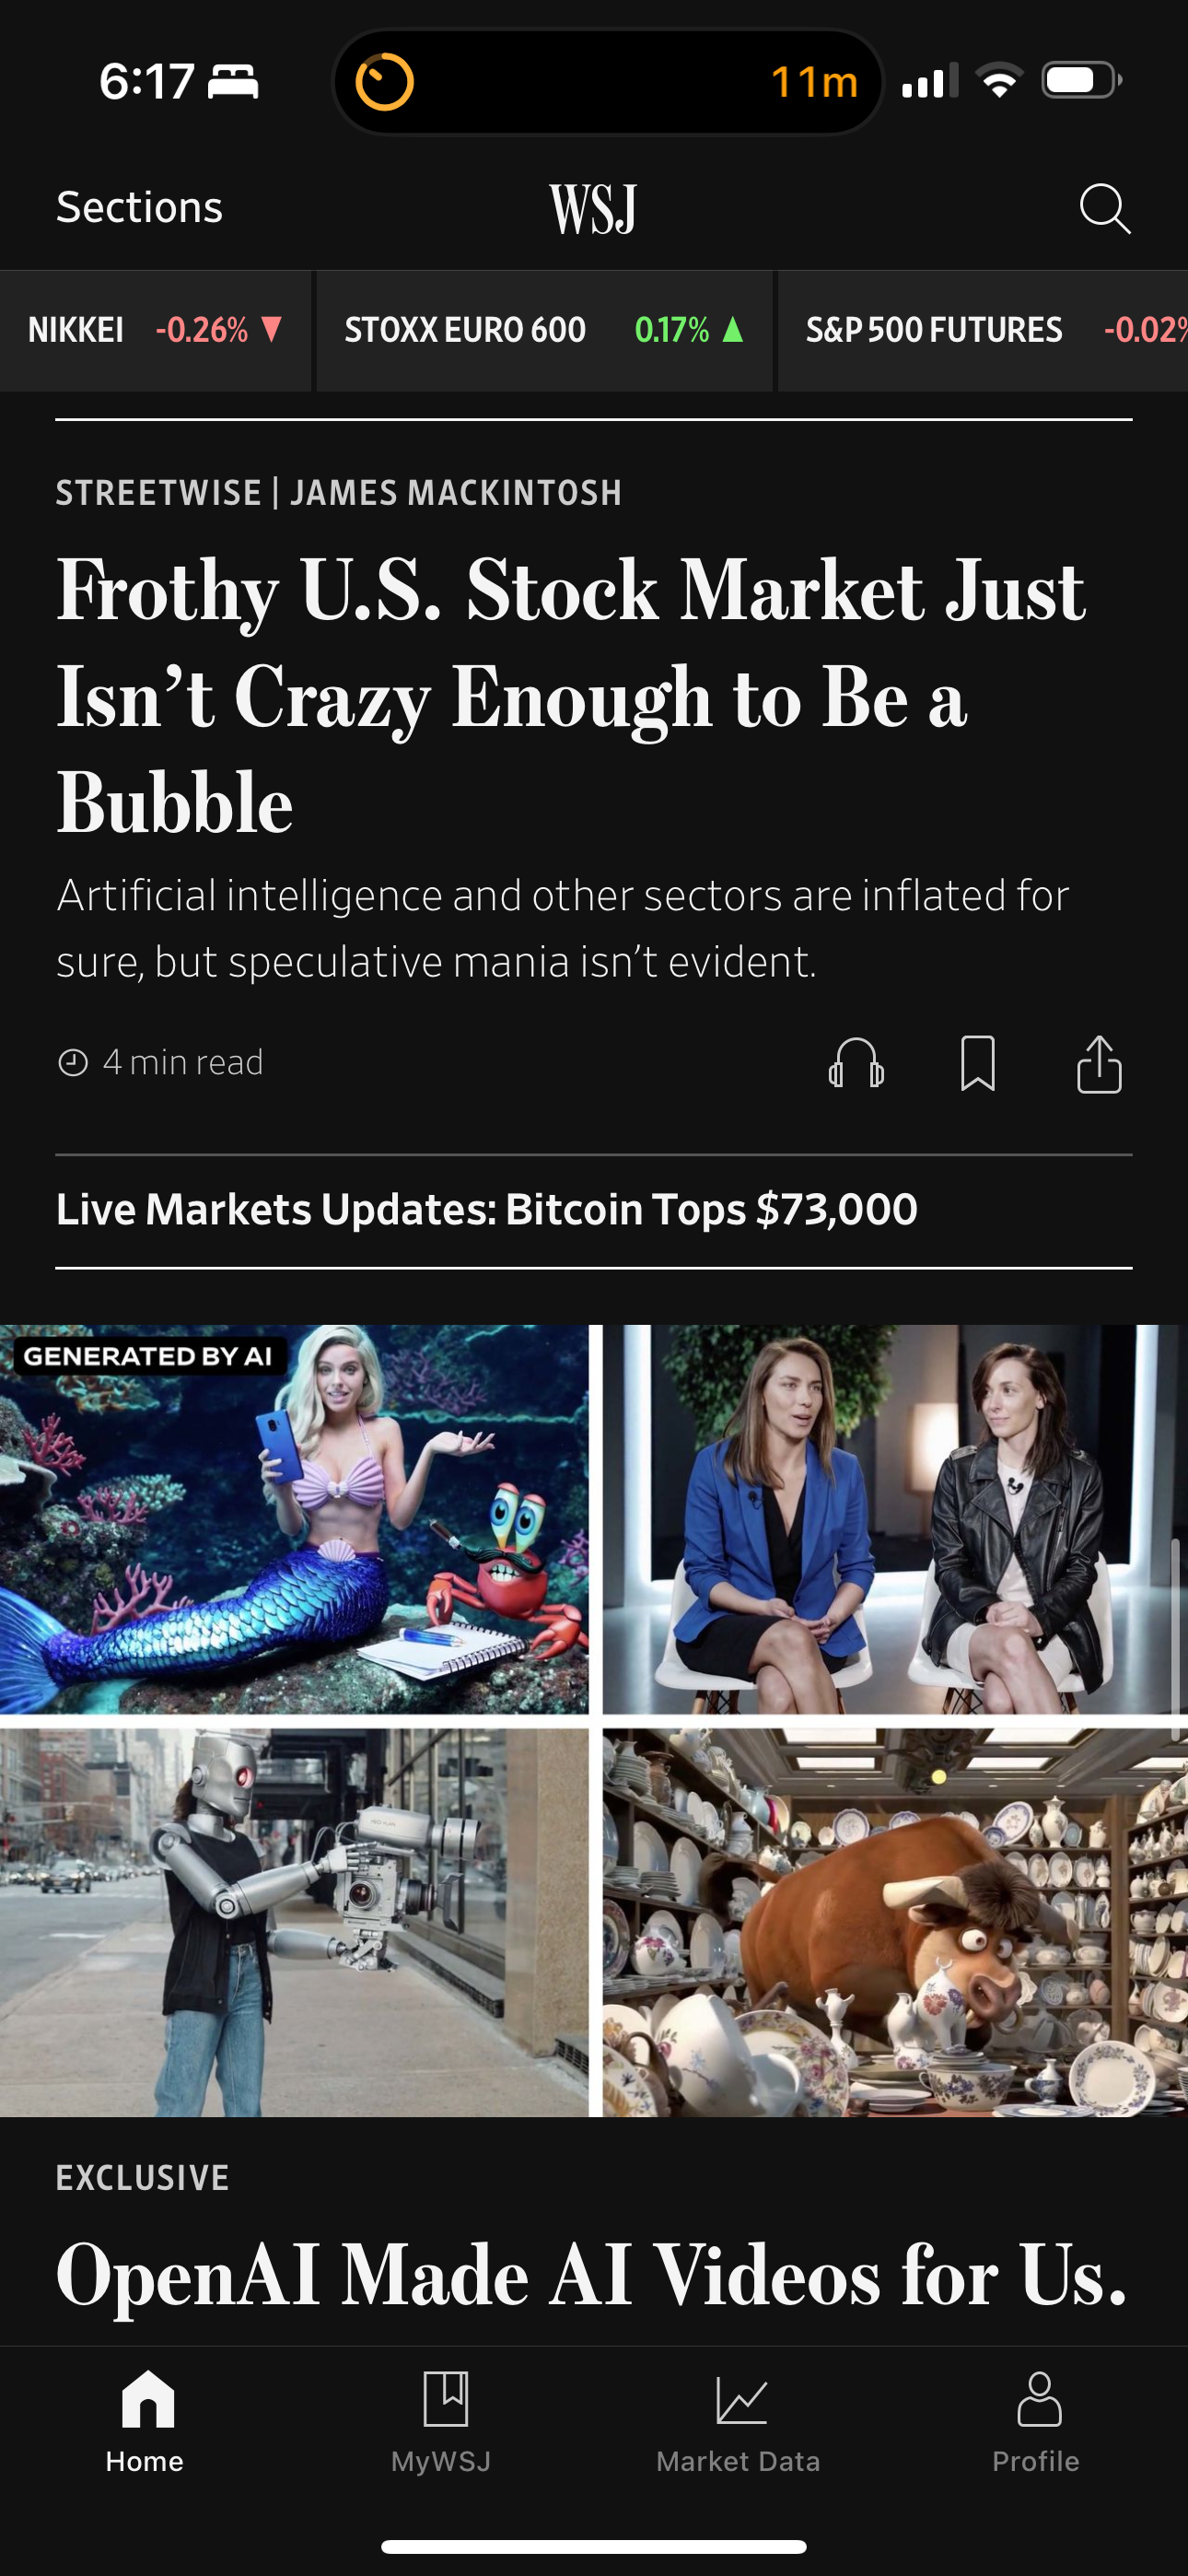 6:17
11m
Sections
WSJ
NIKKEI -0.26% ▼
STOXX EURO 600 0.17% ▲
S&P 500 FUTURES -0.02%
STREETWISE | JAMES MACKINTOSH
Frothy U.S. Stock Market Just
Isn’t Crazy Enough to Be a
Bubble
Artificial intelligence and other sectors are inflated for
sure, but speculative mania isn’t evident.
4 min read
Live Markets Updates: Bitcoin Tops $73,000
GENERATED BY AI
EXCLUSIVE
OpenAI Made AI Videos for Us.
Home
MyWSJ
Market Data
Profile